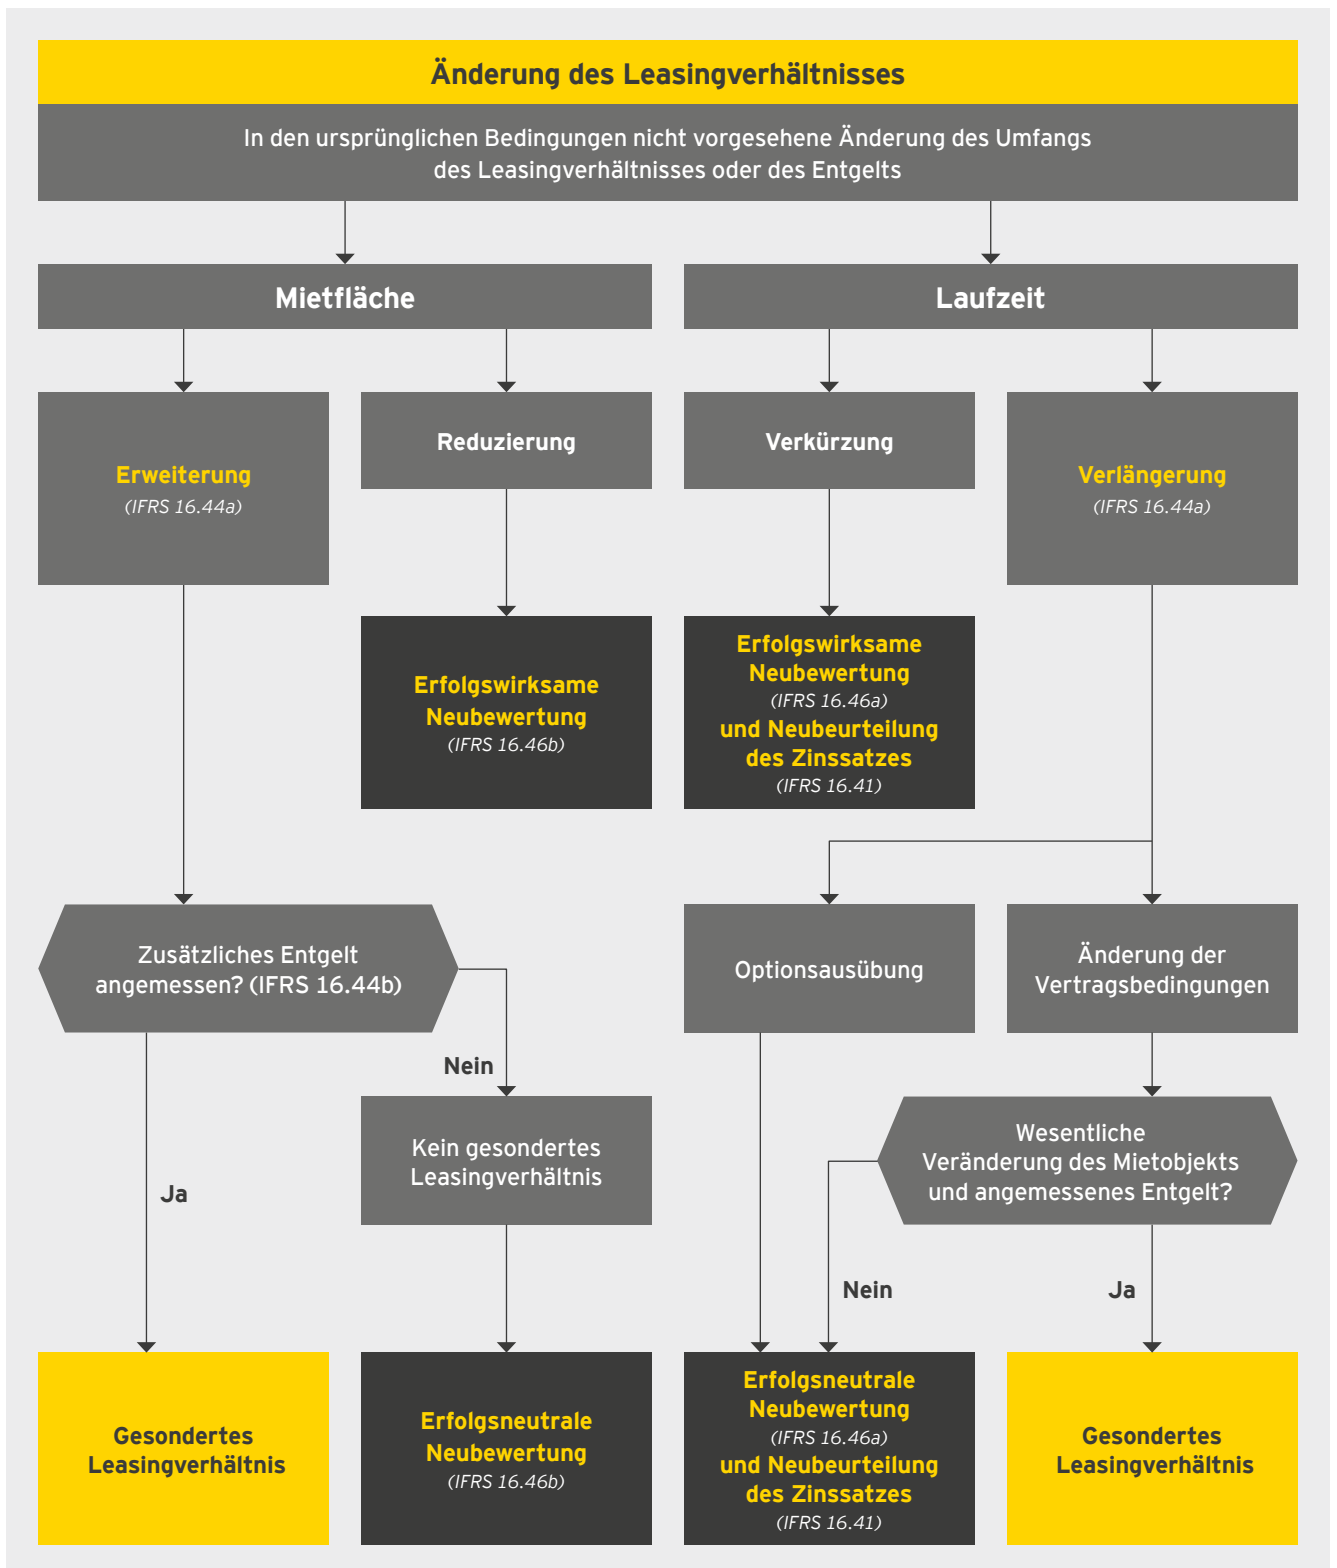 Änderung des Leasingverhältnisses
In den ursprünglichen Bedingungen nicht vorgesehene Änderung des Umfangs
des Leasingverhältnisses oder des Entgelts
Mietfläche
Laufzeit
Erweiterung
(IFRS 16.44a)
Reduzierung
Verkürzung
Verlängerung
(IFRS 16.44a)
Erfolgswirksame
Neubewertung
(IFRS 16.46b)
Erfolgswirksame
Neubewertung
(IFRS 16.46a)
und Neubeurteilung
des Zinssatzes
(IFRS 16.41)
Zusätzliches Entgelt
angemessen? (IFRS 16.44b)
Optionsausübung
Änderung der
Vertragsbedingungen
Nein
Kein gesondertes
Leasingverhältnis
Wesentliche
Veränderung des Mietobjekts
und angemessenes Entgelt?
Ja
Nein
Ja
Gesondertes
Leasingverhältnis
Erfolgsneutrale
Neubewertung
(IFRS 16.46b)
Erfolgsneutrale
Neubewertung
(IFRS 16.46a)
und Neubeurteilung
des Zinssatzes
(IFRS 16.41)
Gesondertes
Leasingverhältnis